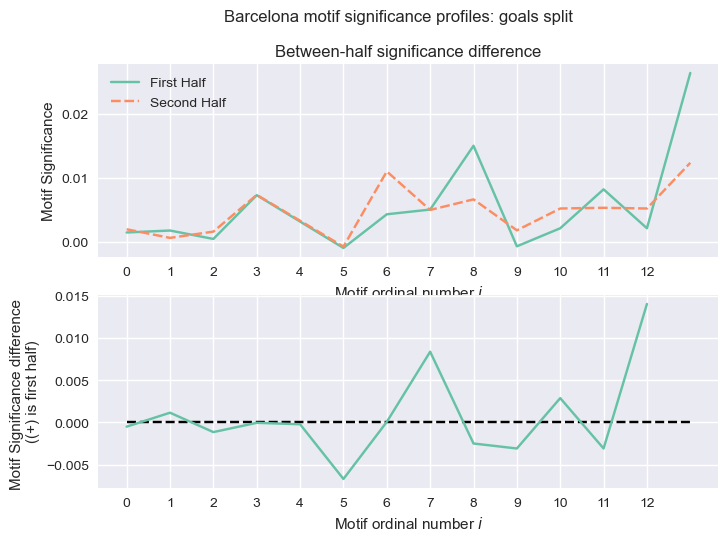 Barcelona motif significance profiles: goals split
Between-half significance difference
First Half
Second Half
Motif Significance
0.02
0.01
0.00
0 1 2 3 4 5 6 7 8 9 10 11 12
Motif ordinal number i
Motif Significance difference
((+) is first half)
0.015
0.010
0.005
0.000
−0.005
0 1 2 3 4 5 6 7 8 9 10 11 12
Motif ordinal number i